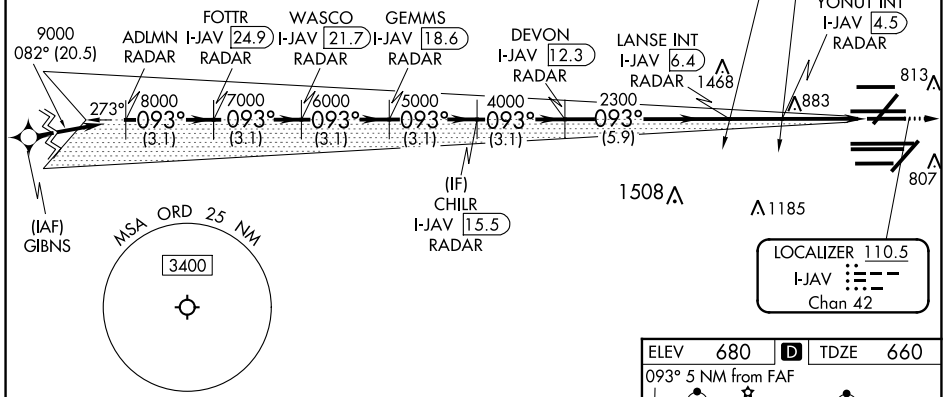 9000
082° (20.5)
ADLMN
RADAR
FOTTR
I-JAV 24.9
RADAR
WASCO
I-JAV 21.7
RADAR
GEMMS
I-JAV 18.6
RADAR
DEVON
I-JAV 12.3
RADAR
LANSE INT
I-JAV 6.4
RADAR
1468
YONUT INT
I-JAV 4.5
RADAR
813
883
273°
8000
093°
(3.1)
7000
093°
(3.1)
6000
093°
(3.1)
5000
093°
(3.1)
4000
093°
(3.1)
2300
093°
(5.9)
807
(IAF)
GIBNS
(IF)
CHILR
I-JAV 15.5
RADAR
1508
1185
MSA ORD 25 NM
3400
LOCALIZER 110.5
I-JAV
Chan 42
ELEV 680 D TDZE 660
093° 5 NM from FAF